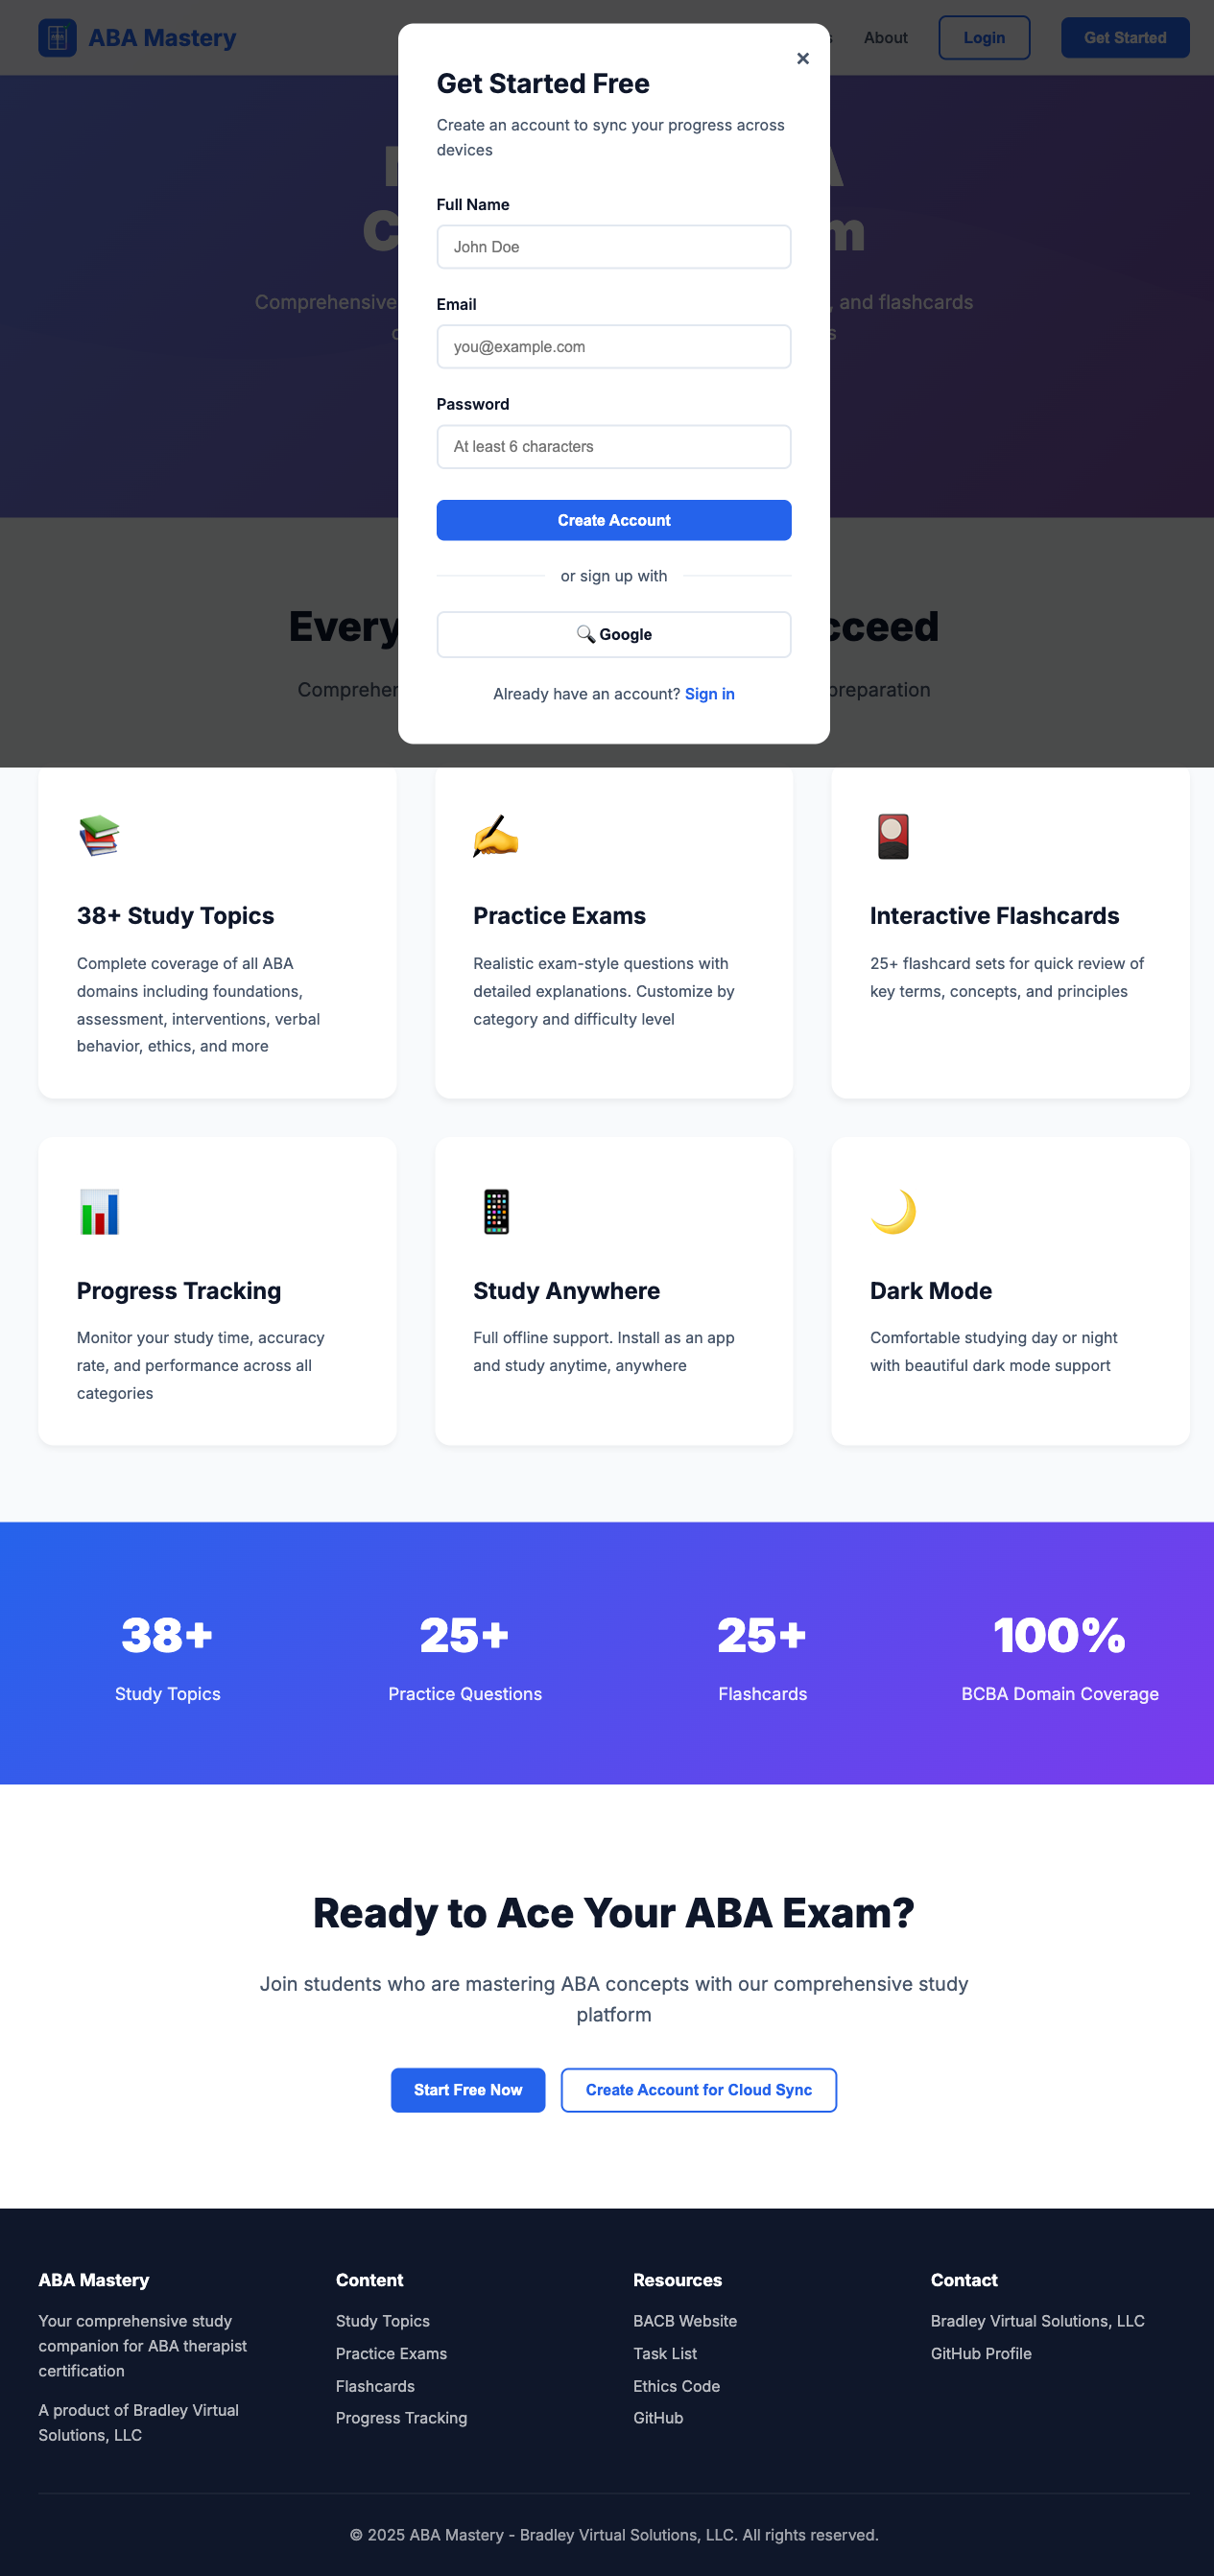 ABA Mastery
About
Login
Get Started
×
Get Started Free
Create an account to sync your progress across
devices
Full Name
John Doe
Email
you@example.com
Password
At least 6 characters
Create Account
or sign up with
Google
Already have an account? Sign in
Comprehensive
, and flashcards
38+ Study Topics
Complete coverage of all ABA
domains including foundations,
assessment, interventions, verbal
behavior, ethics, and more
Practice Exams
Realistic exam-style questions with
detailed explanations. Customize by
category and difficulty level
Interactive Flashcards
25+ flashcard sets for quick review of
key terms, concepts, and principles
Progress Tracking
Monitor your study time, accuracy
rate, and performance across all
categories
Study Anywhere
Full offline support. Install as an app
and study anytime, anywhere
Dark Mode
Comfortable studying day or night
with beautiful dark mode support
38+
Study Topics
25+
Practice Questions
25+
Flashcards
100%
BCBA Domain Coverage
Ready to Ace Your ABA Exam?
Join students who are mastering ABA concepts with our comprehensive study
platform
Start Free Now
Create Account for Cloud Sync
ABA Mastery
Your comprehensive study
companion for ABA therapist
certification
A product of Bradley Virtual
Solutions, LLC
Content
Study Topics
Practice Exams
Flashcards
Progress Tracking
Resources
BACB Website
Task List
Ethics Code
GitHub
Contact
Bradley Virtual Solutions, LLC
GitHub Profile
© 2025 ABA Mastery - Bradley Virtual Solutions, LLC. All rights reserved.